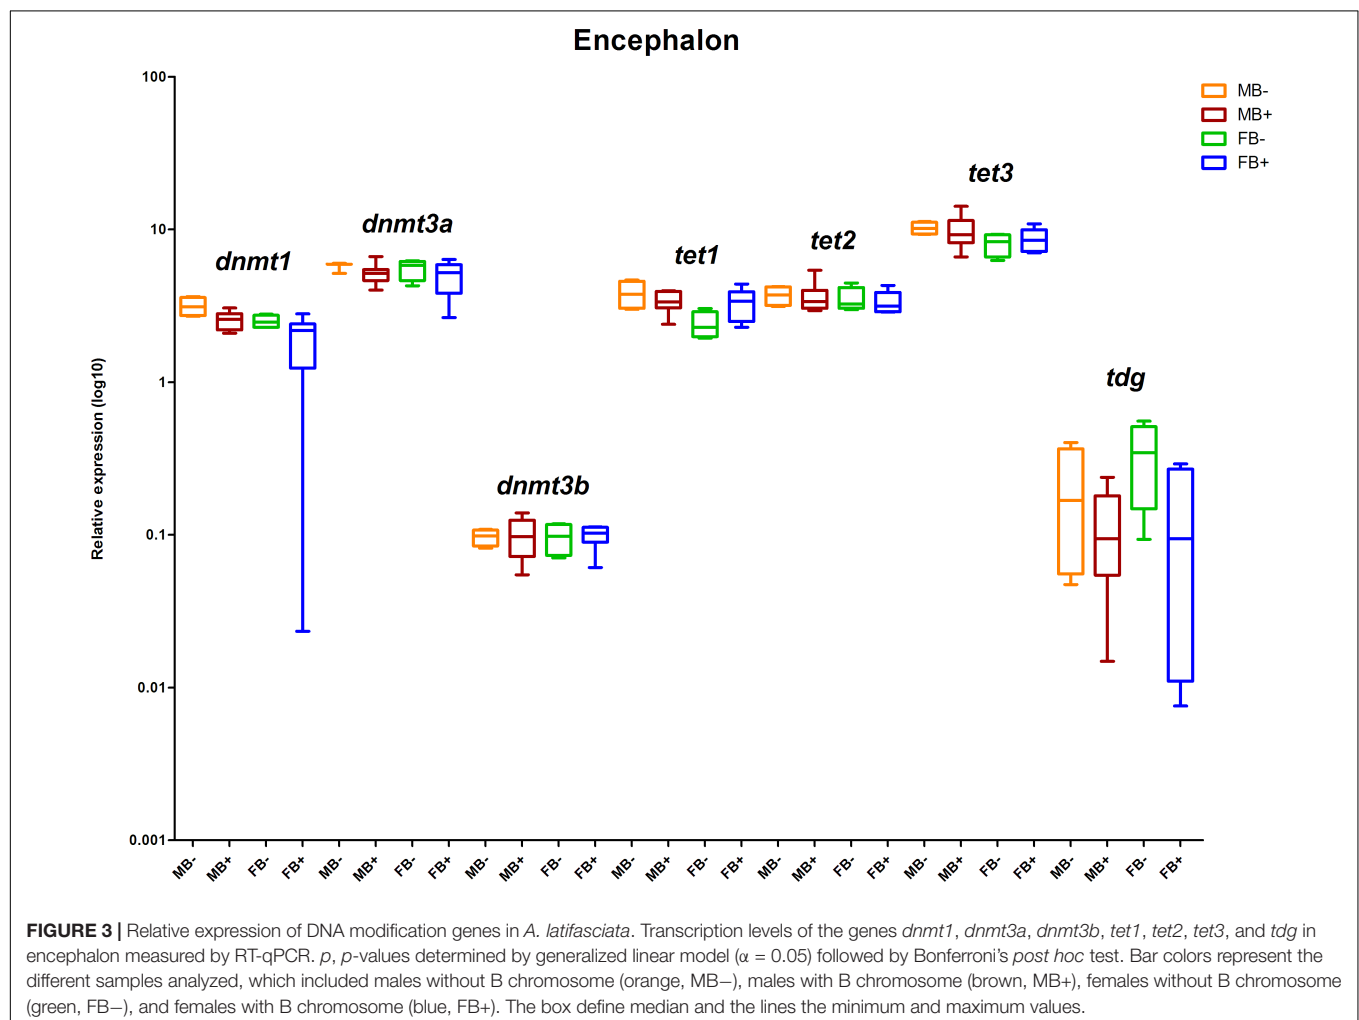 Encephalon
100
10
1
0.1
0.01
0.001
Relative expression (log10)
MB-
MB+
FB-
FB+
dnmt1
dnmt3a
dnmt3b
tet1
tet2
tet3
tdg
MB- MB+ FB- FB+ MB- MB+ FB- FB+ MB- MB+ FB- FB+ MB- MB+ FB- FB+ MB- MB+ FB- FB+ MB- MB+ FB- FB+ MB- MB+ FB- FB+
FIGURE 3 | Relative expression of DNA modification genes in A. latifasciata. Transcription levels of the genes dnmt1, dnmt3a, dnmt3b, tet1, tet2, tet3, and tdg in
encephalon measured by RT-qPCR. p, p-values determined by generalized linear model (α = 0.05) followed by Bonferroni's post hoc test. Bar colors represent the
different samples analyzed, which included males without B chromosome (orange, MB−), males with B chromosome (brown, MB+), females without B chromosome
(green, FB−), and females with B chromosome (blue, FB+). The box define median and the lines the minimum and maximum values.